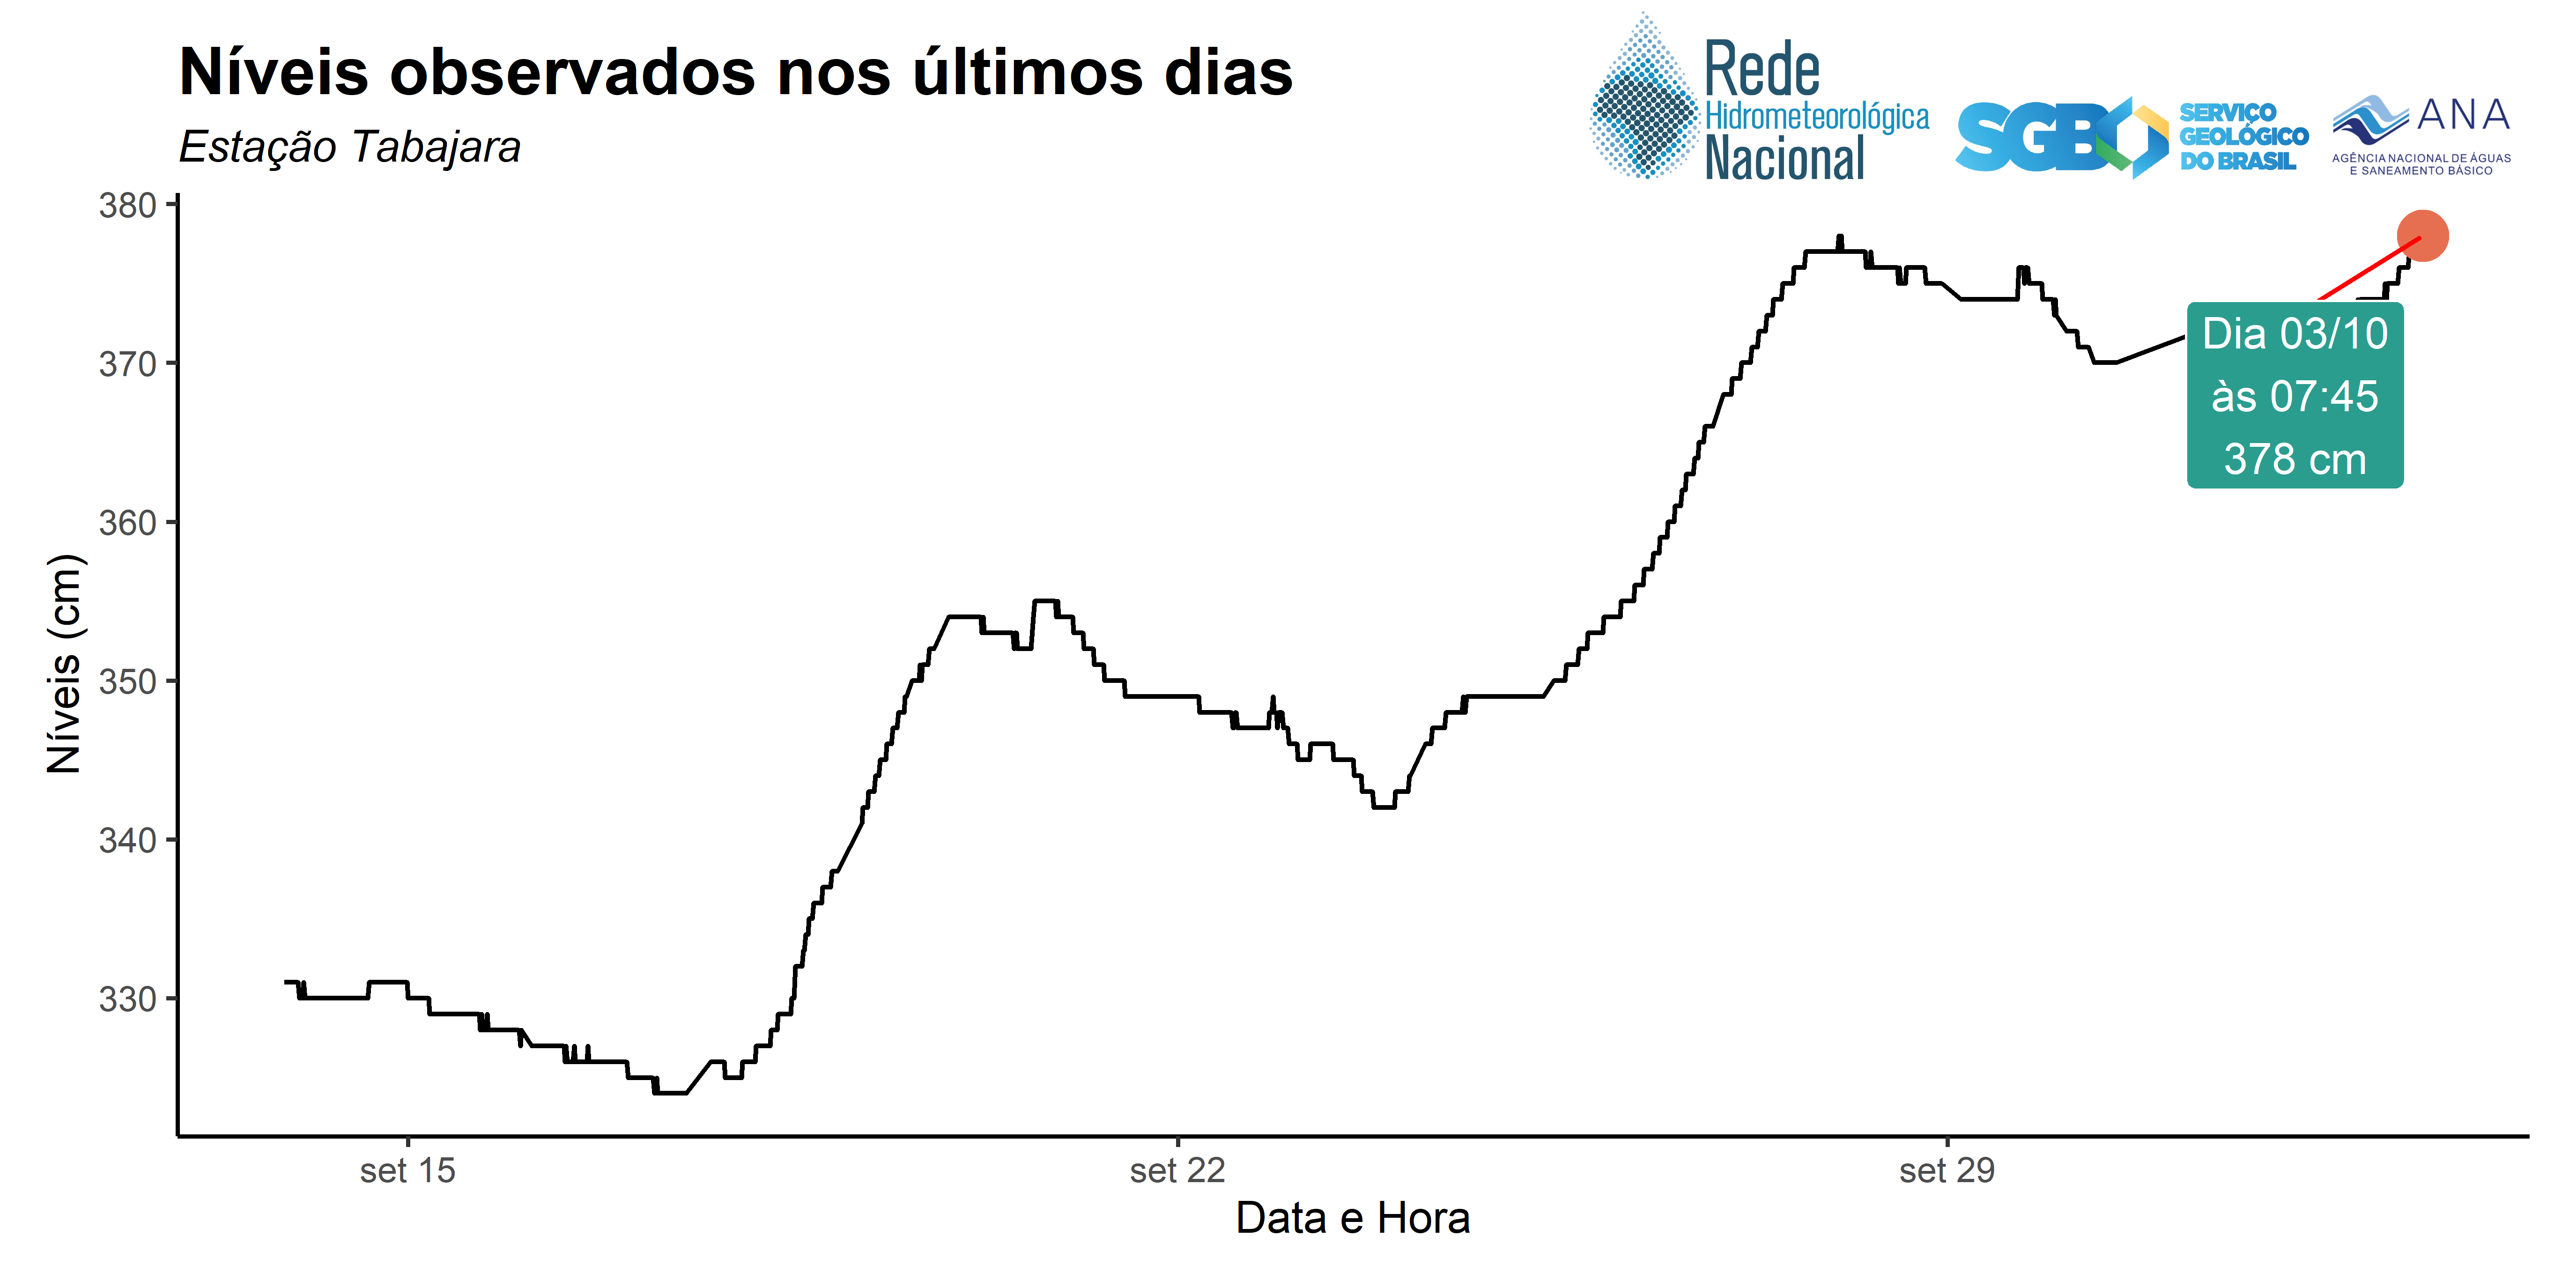 Níveis observados nos últimos dias
Estação Tabajara
Rede
Hidrometeorológica
Nacional
SGB
SERVIÇO
GEOLÓGICO
DO BRASIL
ANA
AGÊNCIA NACIONAL DE ÁGUAS
E SANEAMENTO BÁSICO
380
370
360
350
340
330
Níveis (cm)
Dia 03/10
às 07:45
378 cm
set 15
set 22
set 29
Data e Hora